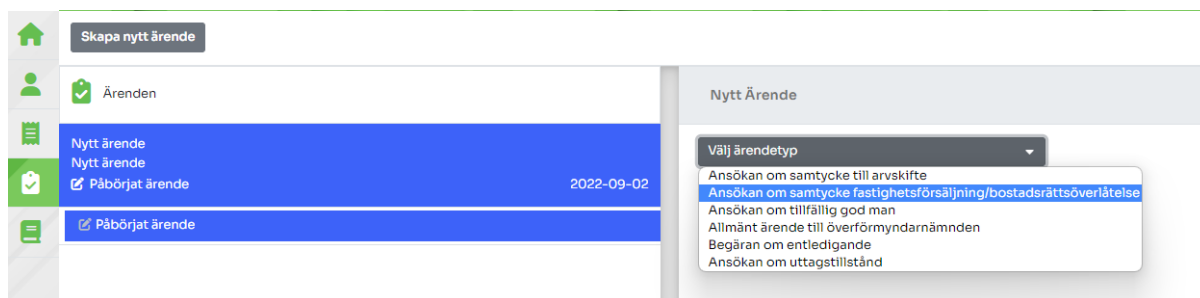 Skapa nytt ärende
Ärenden
Nytt ärende
Nytt ärende
Påbörjat ärende 2022-09-02
Påbörjat ärende
Nytt Ärende
Välj ärendetyp
Ansökan om samtycke till arvskifte
Ansökan om samtycke fastighetsförsäljning/bostadsrättsöverlåtelse
Ansökan om tillfällig god man
Allmänt ärende till överförmyndarnämnden
Begäran om entledigande
Ansökan om uttagstillstånd